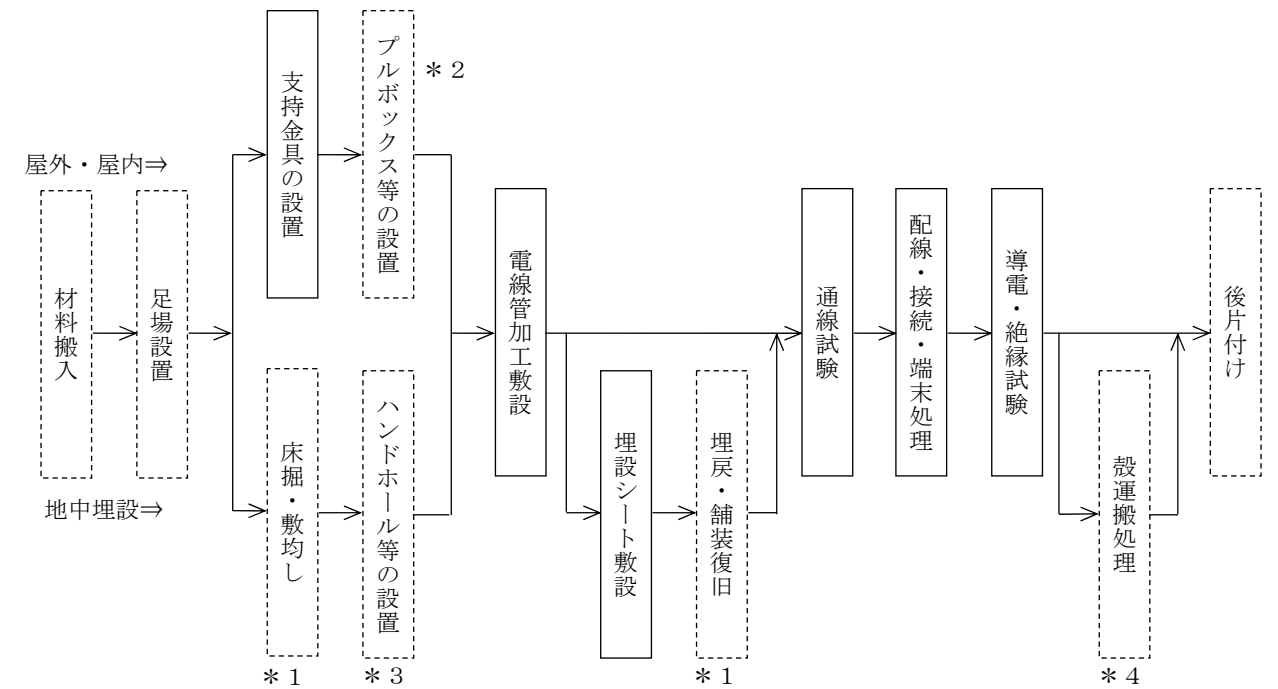 屋外・屋内⇒
材料搬入
足場設置
支持金具の設置
プルボックス等の設置
＊２
地中埋設⇒
床掘・敷均し
＊１
ハンドホール等の設置
＊３
電線管加工敷設
埋設シート敷設
埋戻・舗装復旧
＊１
通線試験
配線・接続・端末処理
導電・絶縁試験
殻運搬処理
＊４
後片付け